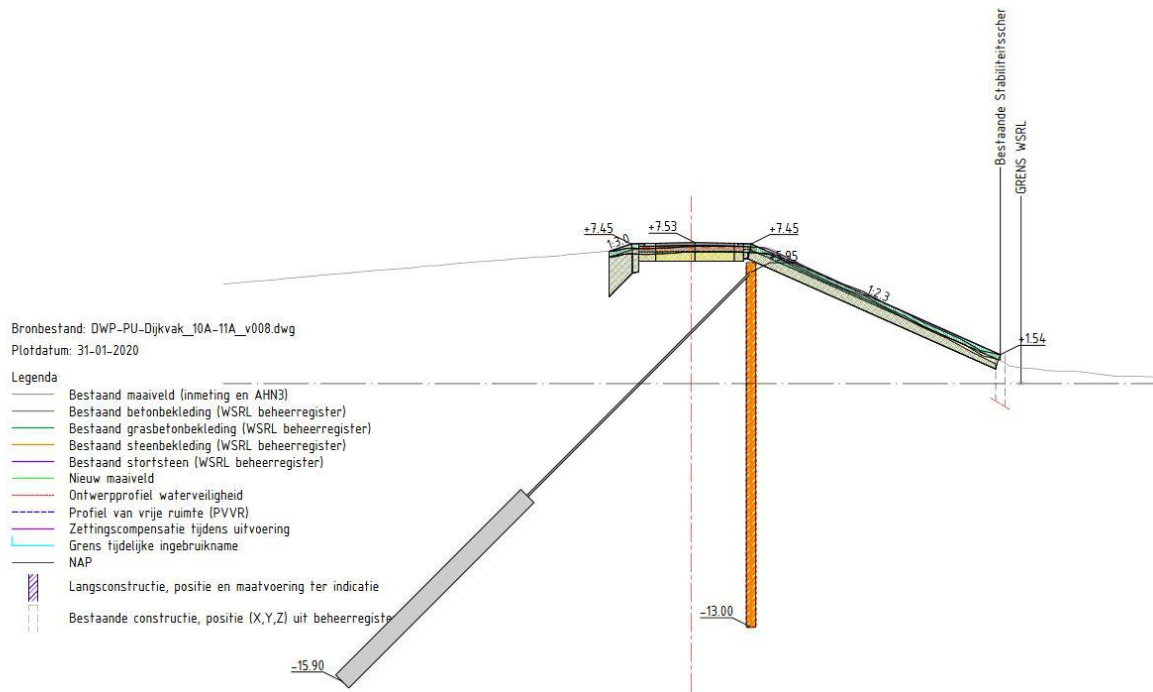 Bestaande Stabiliteitsscher
GRENS WSRL
+7.45
+7.53
+7.45
1:3.0
+5.95
1:2.3
+1.54
Bronbestand: DWP-PU-Dijkvak_10A-11A_v008.dwg
Plotdatum: 31-01-2020
Legenda
Bestaand maaiveld (inmeting en AHN3)
Bestaand betonbekleding (WSRL beheerregister)
Bestaand grasbetonbekleding (WSRL beheerregister)
Bestaand steenbekleding (WSRL beheerregister)
Bestaand stortsteen (WSRL beheerregister)
Nieuw maaiveld
Ontwerpprofiel waterveiligheid
Profiel van vrije ruimte (PVVR)
Zettingscompensatie tijdens uitvoering
Grens tijdelijke ingebruikname
NAP
Langsconstructie, positie en maatvoering ter indicatie
Bestaande constructie, positie (X,Y,Z) uit beheerregiste
-13.00
-15.90